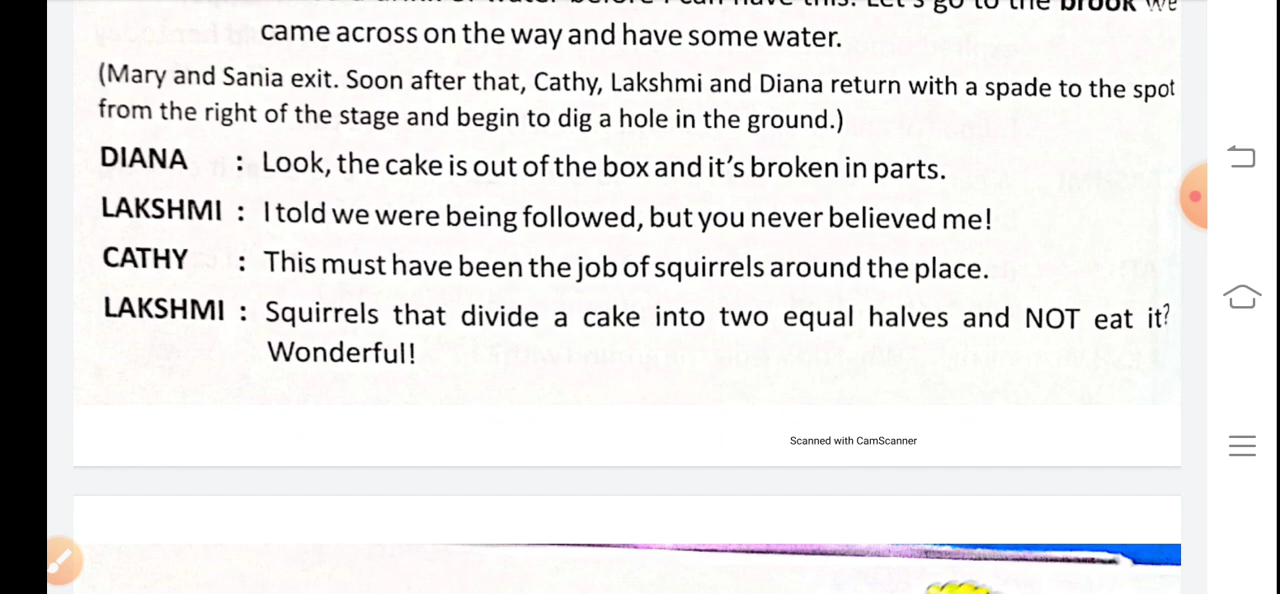 brook we
came across on the way and have some water.
(Mary and Sania exit. Soon after that, Cathy, Lakshmi and Diana return with a spade to the spot
from the right of the stage and begin to dig a hole in the ground.)
DIANA : Look, the cake is out of the box and it's broken in parts.
LAKSHMI : I told we were being followed, but you never believed me!
CATHY : This must have been the job of squirrels around the place.
LAKSHMI : Squirrels that divide a cake into two equal halves and NOT eat it?
Wonderful!
Scanned with CamScanner